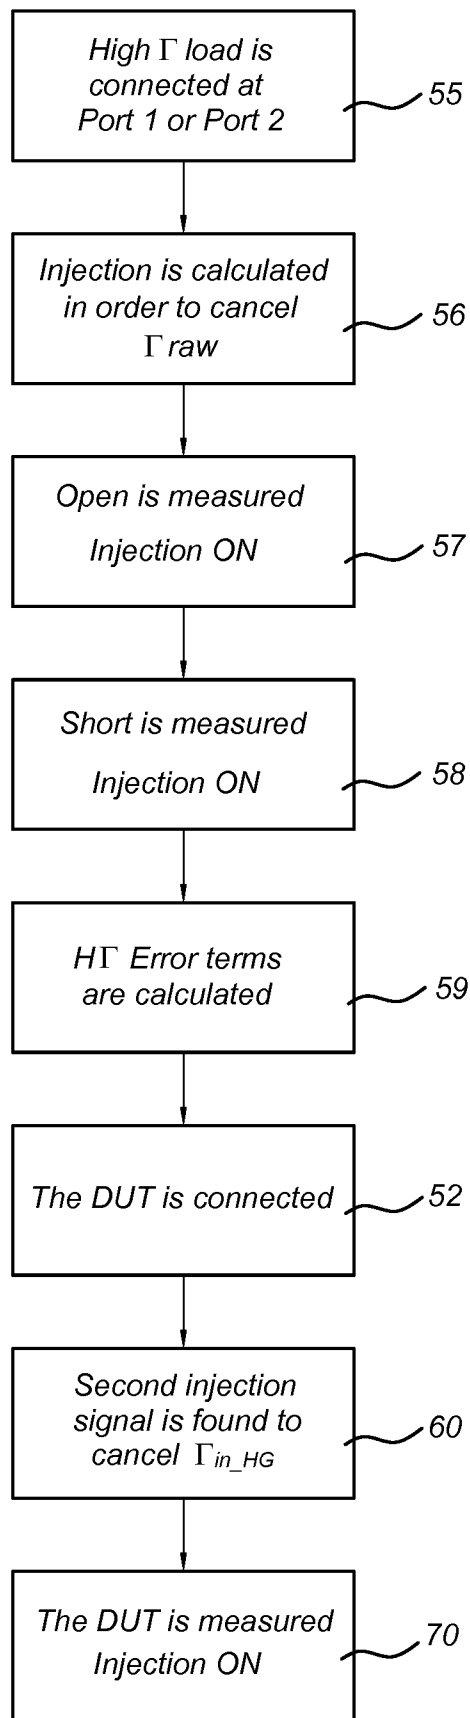 High Γ load is
connected at
Port 1 or Port 2
55
Injection is calculated
in order to cancel
Γ raw
56
Open is measured
Injection ON
57
Short is measured
Injection ON
58
HΓ Error terms
are calculated
59
The DUT is connected
52
Second injection
signal is found to
cancel Γin_HG
60
The DUT is measured
Injection ON
70